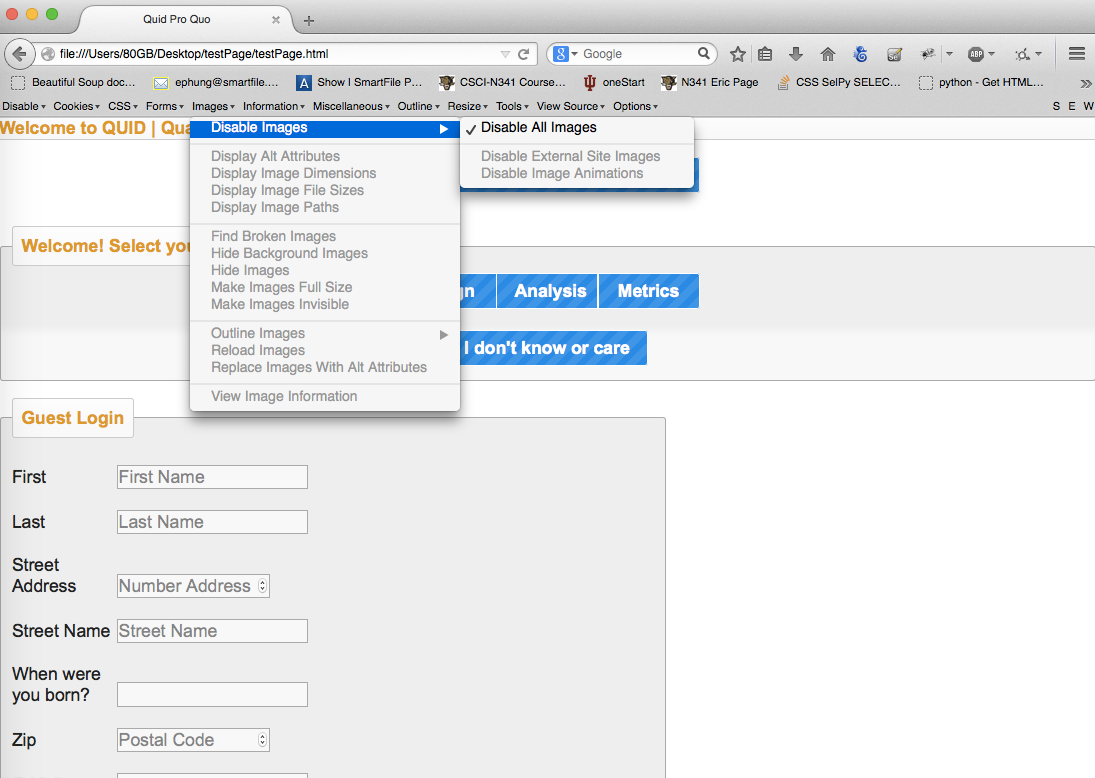 Quid Pro Quo
file:///Users/80GB/Desktop/testPage/testPage.html
Google
Beautiful Soup doc... ephung@smartfile.... Show I SmartFile P... CSCI-N341 Course... oneStart N341 Eric Page CSS SelPy SELEC... python - Get HTML...
Disable Cookies CSS Forms Images Information Miscellaneous Outline Resize Tools View Source Options S E W
Welcome to QUID | Qua
Disable Images
Disable All Images
Disable External Site Images
Disable Image Animations
Display Alt Attributes
Display Image Dimensions
Display Image File Sizes
Display Image Paths
Find Broken Images
Hide Background Images
Hide Images
Make Images Full Size
Make Images Invisible
Outline Images
Reload Images
Replace Images With Alt Attributes
View Image Information
Welcome! Select you
gn Analysis Metrics
I don't know or care
Guest Login
First First Name
Last Last Name
Street
Address Number Address
Street Name Street Name
When were
you born?
Zip Postal Code